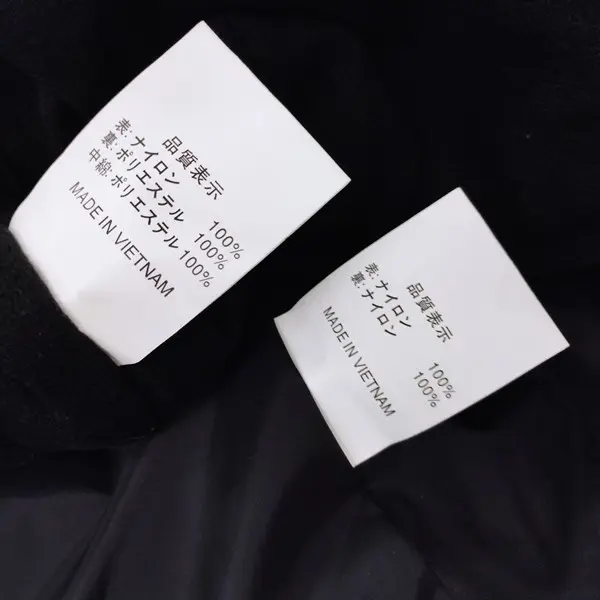 品質表示
表:ナイロン 100%
裏:ポリエステル 100%
中綿:ポリエステル 100%
MADE IN VIETNAM
品質表示
表:ナイロン 100%
裏:ナイロン 100%
MADE IN VIETNAM